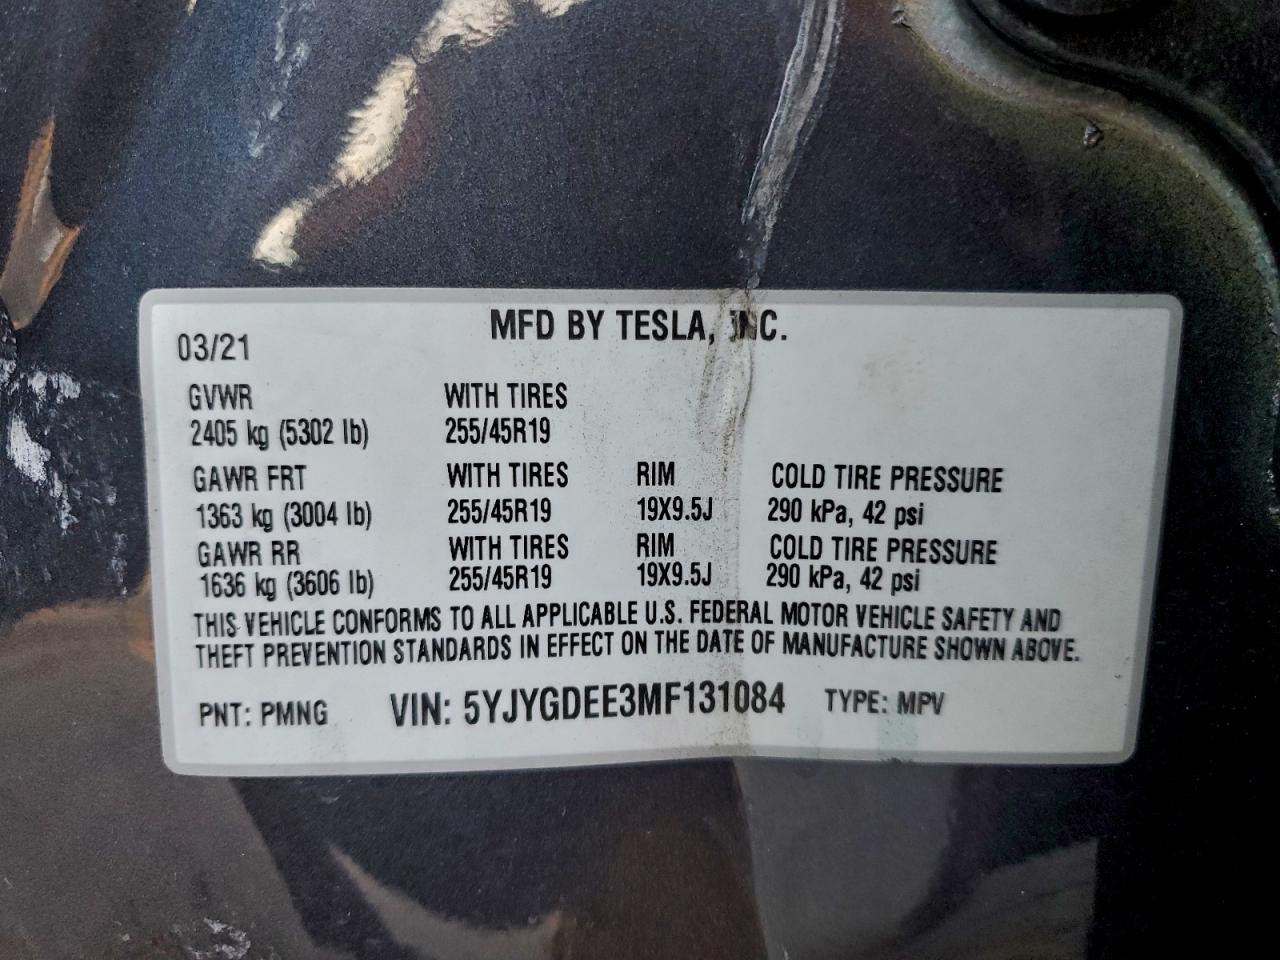 MFD BY TESLA, INC.
03/21
GVWR WITH TIRES
2405 kg (5302 lb) 255/45R19
GAWR FRT WITH TIRES RIM COLD TIRE PRESSURE
1363 kg (3004 lb) 255/45R19 19X9.5J 290 kPa, 42 psi
GAWR RR WITH TIRES RIM COLD TIRE PRESSURE
1636 kg (3606 lb) 255/45R19 19X9.5J 290 kPa, 42 psi
THIS VEHICLE CONFORMS TO ALL APPLICABLE U.S. FEDERAL MOTOR VEHICLE SAFETY AND
THEFT PREVENTION STANDARDS IN EFFECT ON THE DATE OF MANUFACTURE SHOWN ABOVE.
PNT: PMNG VIN: 5YJYGDEE3MF131084 TYPE: MPV